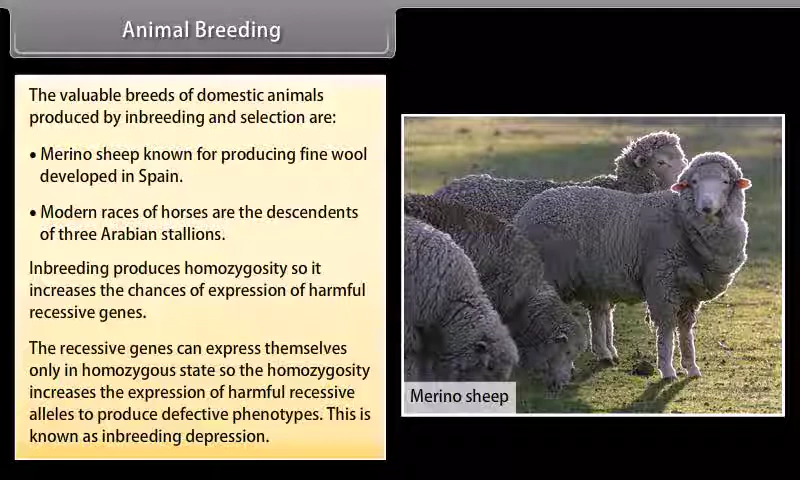 Animal Breeding
The valuable breeds of domestic animals
produced by inbreeding and selection are:
• Merino sheep known for producing fine wool
developed in Spain.
• Modern races of horses are the descendents
of three Arabian stallions.
Inbreeding produces homozygosity so it
increases the chances of expression of harmful
recessive genes.
The recessive genes can express themselves
only in homozygous state so the homozygosity
increases the expression of harmful recessive
alleles to produce defective phenotypes. This is
known as inbreeding depression.
Merino sheep